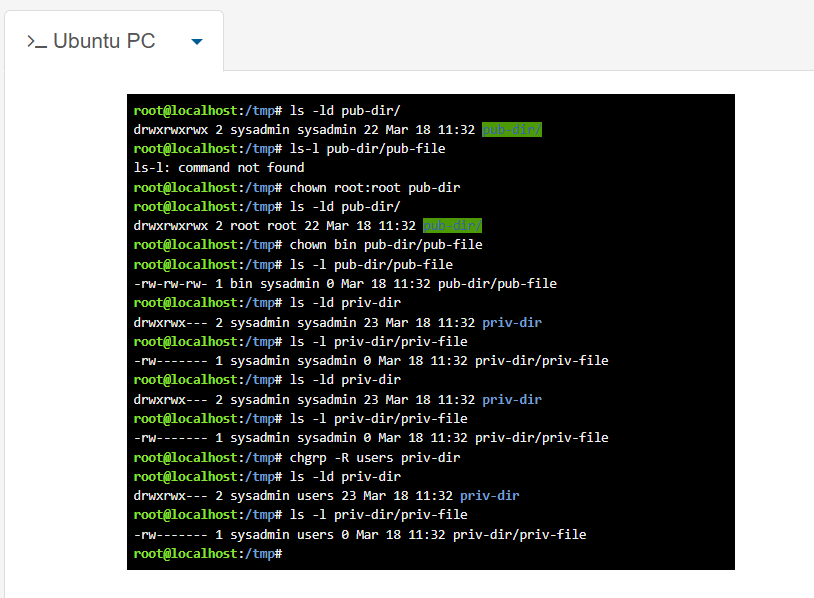 >_ Ubuntu PC
root@localhost:/tmp# ls -ld pub-dir/
drwxrwxrwx 2 sysadmin sysadmin 22 Mar 18 11:32 pub-dir/
root@localhost:/tmp# ls-l pub-dir/pub-file
ls-l: command not found
root@localhost:/tmp# chown root:root pub-dir
root@localhost:/tmp# ls -ld pub-dir/
drwxrwxrwx 2 root root 22 Mar 18 11:32 pub-dir/
root@localhost:/tmp# chown bin pub-dir/pub-file
root@localhost:/tmp# ls -l pub-dir/pub-file
-rw-rw-rw- 1 bin sysadmin 0 Mar 18 11:32 pub-dir/pub-file
root@localhost:/tmp# ls -ld priv-dir
drwxrwx--- 2 sysadmin sysadmin 23 Mar 18 11:32 priv-dir
root@localhost:/tmp# ls -l priv-dir/priv-file
-rw------- 1 sysadmin sysadmin 0 Mar 18 11:32 priv-dir/priv-file
root@localhost:/tmp# ls -ld priv-dir
drwxrwx--- 2 sysadmin sysadmin 23 Mar 18 11:32 priv-dir
root@localhost:/tmp# ls -l priv-dir/priv-file
-rw------- 1 sysadmin sysadmin 0 Mar 18 11:32 priv-dir/priv-file
root@localhost:/tmp# chgrp -R users priv-dir
root@localhost:/tmp# ls -ld priv-dir
drwxrwx--- 2 sysadmin users 23 Mar 18 11:32 priv-dir
root@localhost:/tmp# ls -l priv-dir/priv-file
-rw------- 1 sysadmin users 0 Mar 18 11:32 priv-dir/priv-file
root@localhost:/tmp#